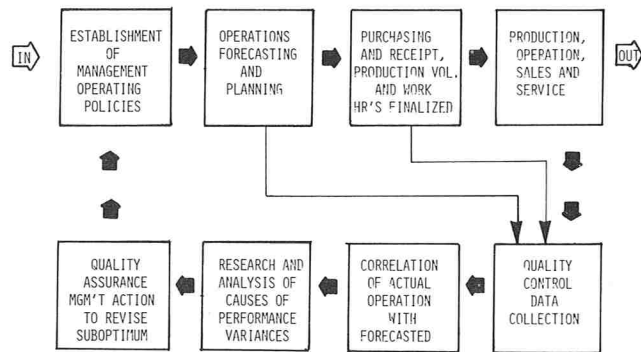 IN
ESTABLISHMENT
OF
MANAGEMENT
OPERATING
POLICIES
OPERATIONS
FORECASTING
AND
PLANNING
PURCHASING
AND RECEIPT,
PRODUCTION VOL.
AND WORK
HR'S FINALIZED
PRODUCTION,
OPERATION,
SALES AND
SERVICE
OUT
QUALITY
ASSURANCE
MGM'T ACTION
TO REVISE
SUBOPTIMUM
RESEARCH AND
ANALYSIS OF
CAUSES OF
PERFORMANCE
VARIANCES
CORRELATION
OF ACTUAL
OPERATION
WITH
FORECASTED
QUALITY
CONTROL
DATA
COLLECTION